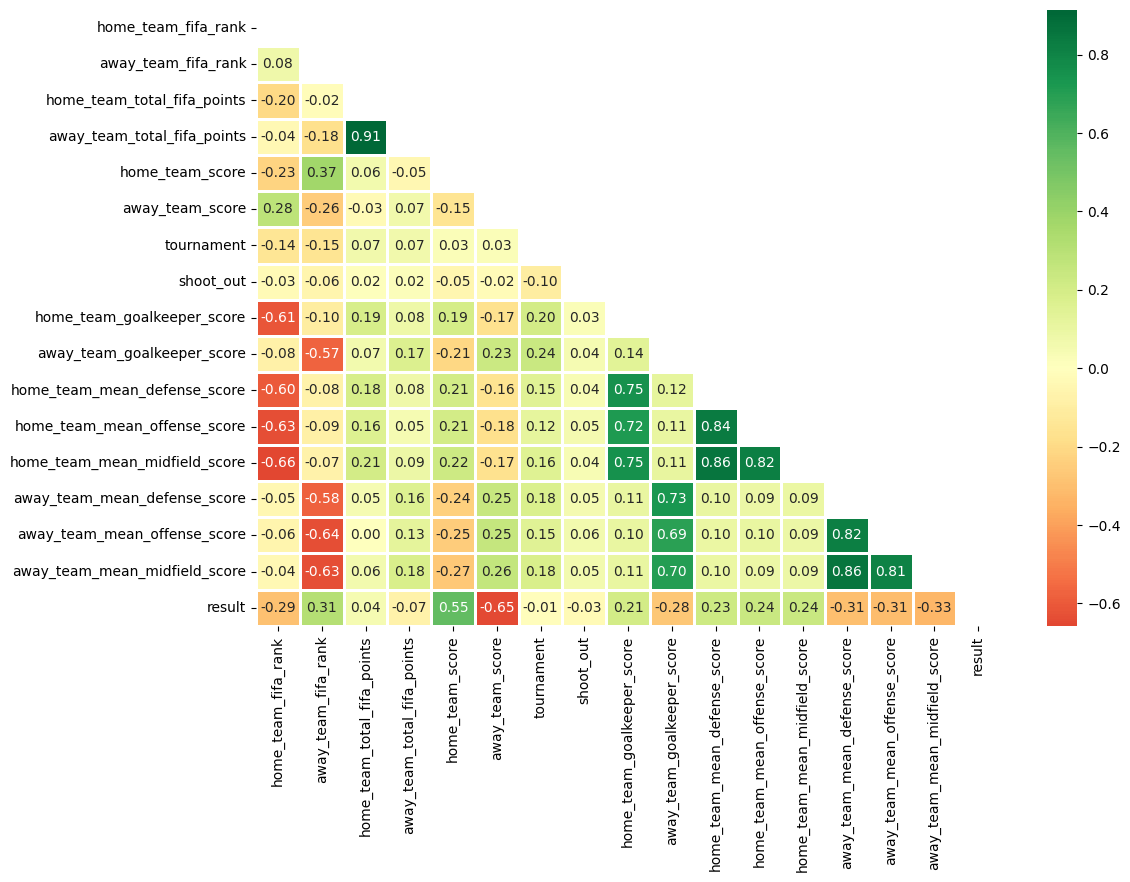 home_team_fifa_rank
away_team_fifa_rank 0.08
home_team_total_fifa_points -0.20 -0.02
away_team_total_fifa_points -0.04 -0.18 0.91
home_team_score -0.23 0.37 0.06 -0.05
away_team_score 0.28 -0.26 -0.03 0.07 -0.15
tournament -0.14 -0.15 0.07 0.07 0.03 0.03
shoot_out -0.03 -0.06 0.02 0.02 -0.05 -0.02 -0.10
home_team_goalkeeper_score -0.61 -0.10 0.19 0.08 0.19 -0.17 0.20 0.03
away_team_goalkeeper_score -0.08 -0.57 0.07 0.17 -0.21 0.23 0.24 0.04 0.14
home_team_mean_defense_score -0.60 -0.08 0.18 0.08 0.21 -0.16 0.15 0.04 0.75 0.12
home_team_mean_offense_score -0.63 -0.09 0.16 0.05 0.21 -0.18 0.12 0.05 0.72 0.11 0.84
home_team_mean_midfield_score -0.66 -0.07 0.21 0.09 0.22 -0.17 0.16 0.04 0.75 0.11 0.86 0.82
away_team_mean_defense_score -0.05 -0.58 0.05 0.16 -0.24 0.25 0.18 0.05 0.11 0.73 0.10 0.09 0.09
away_team_mean_offense_score -0.06 -0.64 0.00 0.13 -0.25 0.25 0.15 0.06 0.10 0.69 0.10 0.10 0.09 0.82
away_team_mean_midfield_score -0.04 -0.63 0.06 0.18 -0.27 0.26 0.18 0.05 0.11 0.70 0.10 0.09 0.09 0.86 0.81
result -0.29 0.31 0.04 -0.07 0.55 -0.65 -0.01 -0.03 0.21 -0.28 0.23 0.24 0.24 -0.31 -0.31 -0.33
home_team_fifa_rank
away_team_fifa_rank
home_team_total_fifa_points
away_team_total_fifa_points
home_team_score
away_team_score
tournament
shoot_out
home_team_goalkeeper_score
away_team_goalkeeper_score
home_team_mean_defense_score
home_team_mean_offense_score
home_team_mean_midfield_score
away_team_mean_defense_score
away_team_mean_offense_score
away_team_mean_midfield_score
result
0.8
0.6
0.4
0.2
0.0
−0.2
−0.4
−0.6